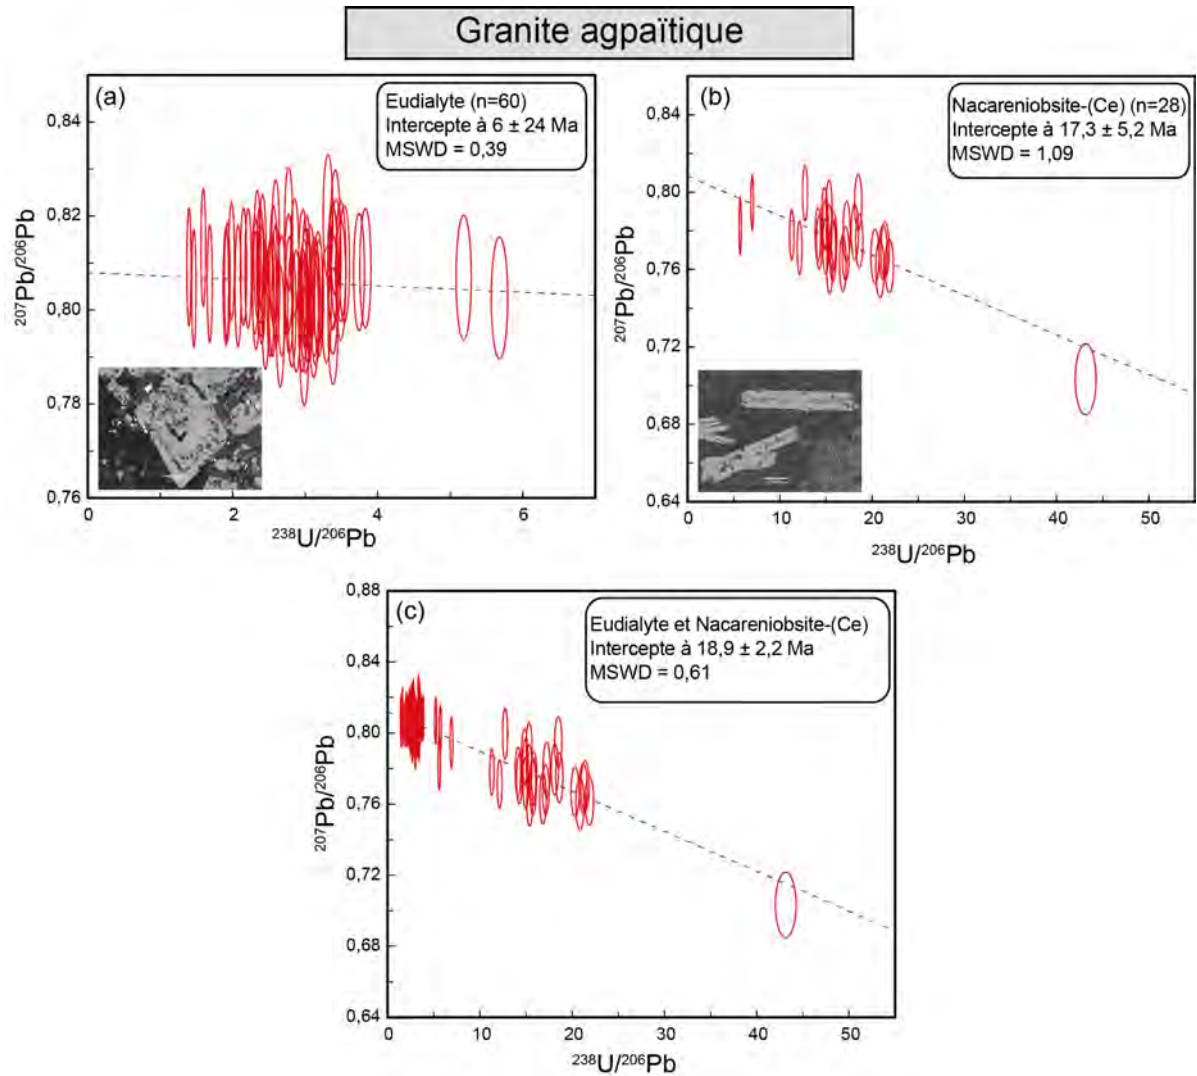 Granite agpaïtique
(a)
Eudialyte (n=60)
Intercepte à 6 ± 24 Ma
MSWD = 0,39
0,84
0,82
0,80
0,78
0,76
²⁰⁷Pb/²⁰⁶Pb
0
2
4
6
²³⁸U/²⁰⁶Pb
(b)
Nacareniobsite-(Ce) (n=28)
Intercepte à 17,3 ± 5,2 Ma
MSWD = 1,09
0,84
0,80
0,76
0,72
0,68
0,64
²⁰⁷Pb/²⁰⁶Pb
0
10
20
30
40
50
²³⁸U/²⁰⁶Pb
(c)
Eudialyte et Nacareniobsite-(Ce)
Intercepte à 18,9 ± 2,2 Ma
MSWD = 0,61
0,88
0,84
0,80
0,76
0,72
0,68
0,64
²⁰⁷Pb/²⁰⁶Pb
0
10
20
30
40
50
²³⁸U/²⁰⁶Pb